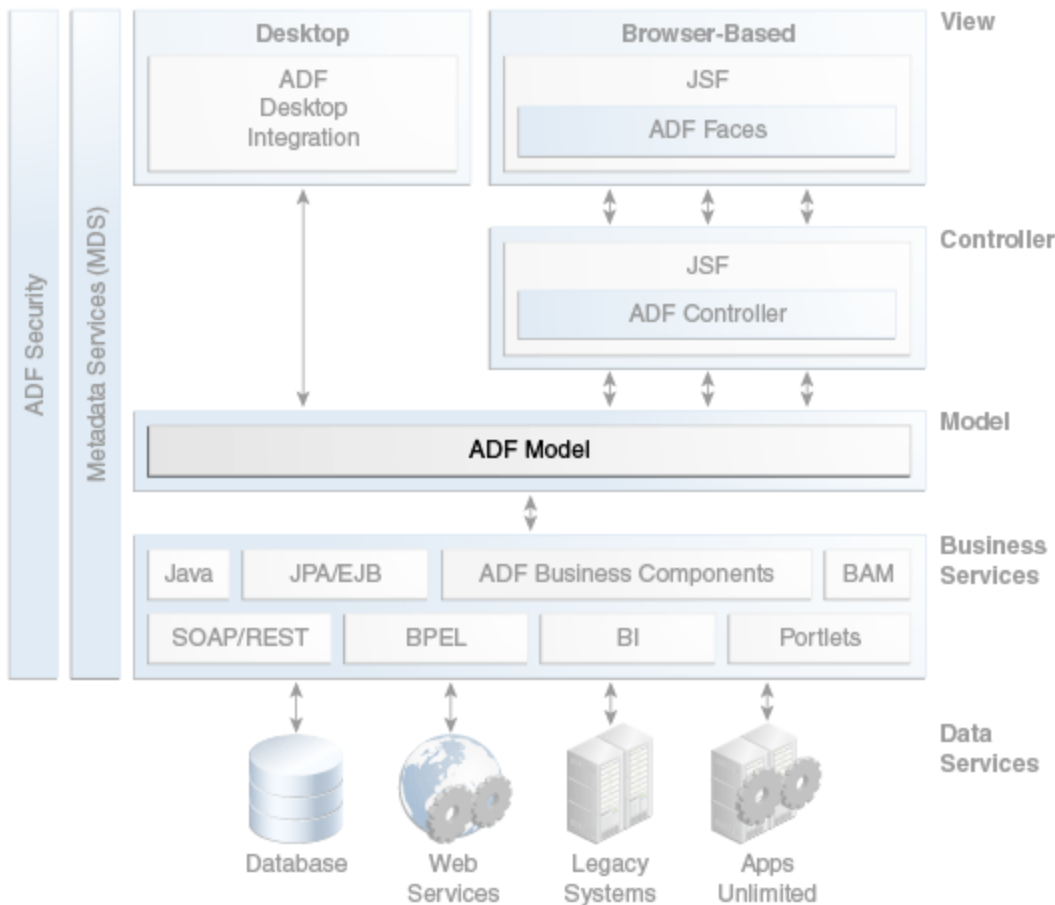 Desktop
Browser-Based
View
ADF
Desktop
Integration
JSF
ADF Faces
Controller
JSF
ADF Controller
ADF Security
Metadata Services (MDS)
Model
ADF Model
Business
Services
Java
JPA/EJB
ADF Business Components
BAM
SOAP/REST
BPEL
BI
Portlets
Data
Services
Database
Web
Services
Legacy
Systems
Apps
Unlimited